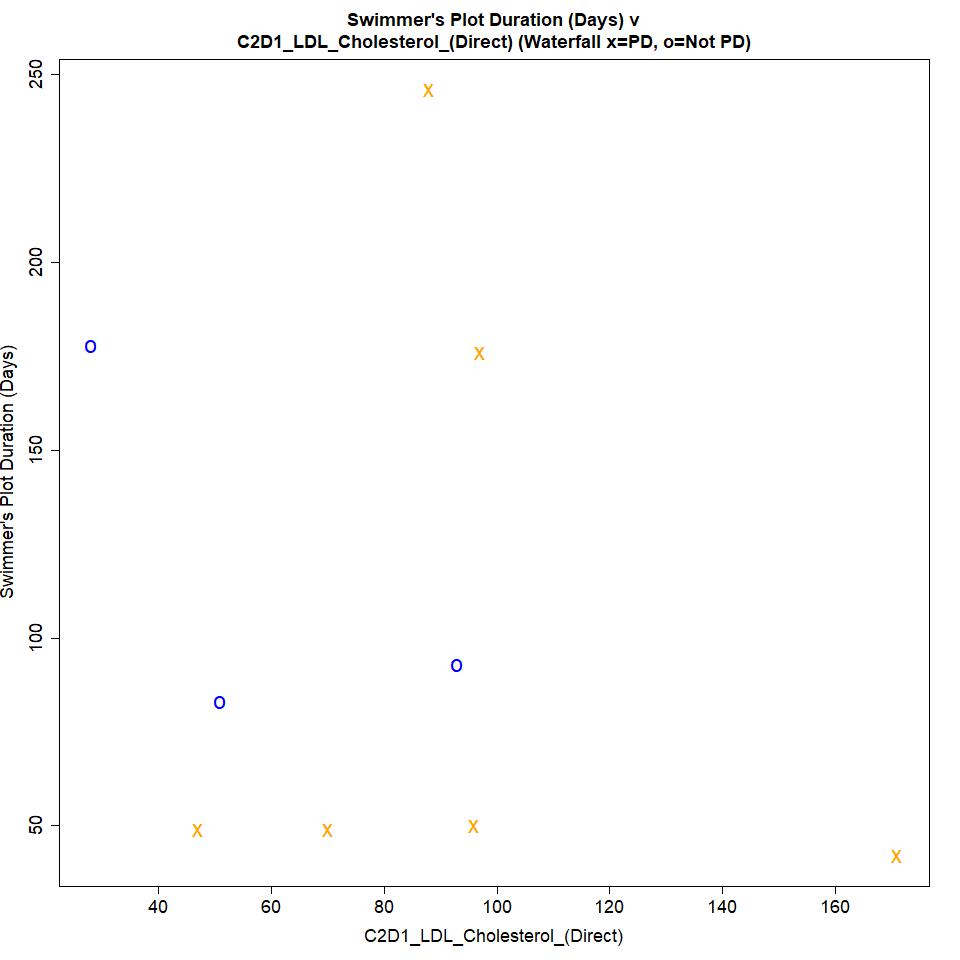 Swimmer's Plot Duration (Days) v
C2D1_LDL_Cholesterol_(Direct) (Waterfall x=PD, o=Not PD)
250
200
150
100
50
Swimmer's Plot Duration (Days)
x
x
o
o
o
x
x
x
x
40 60 80 100 120 140 160
C2D1_LDL_Cholesterol_(Direct)